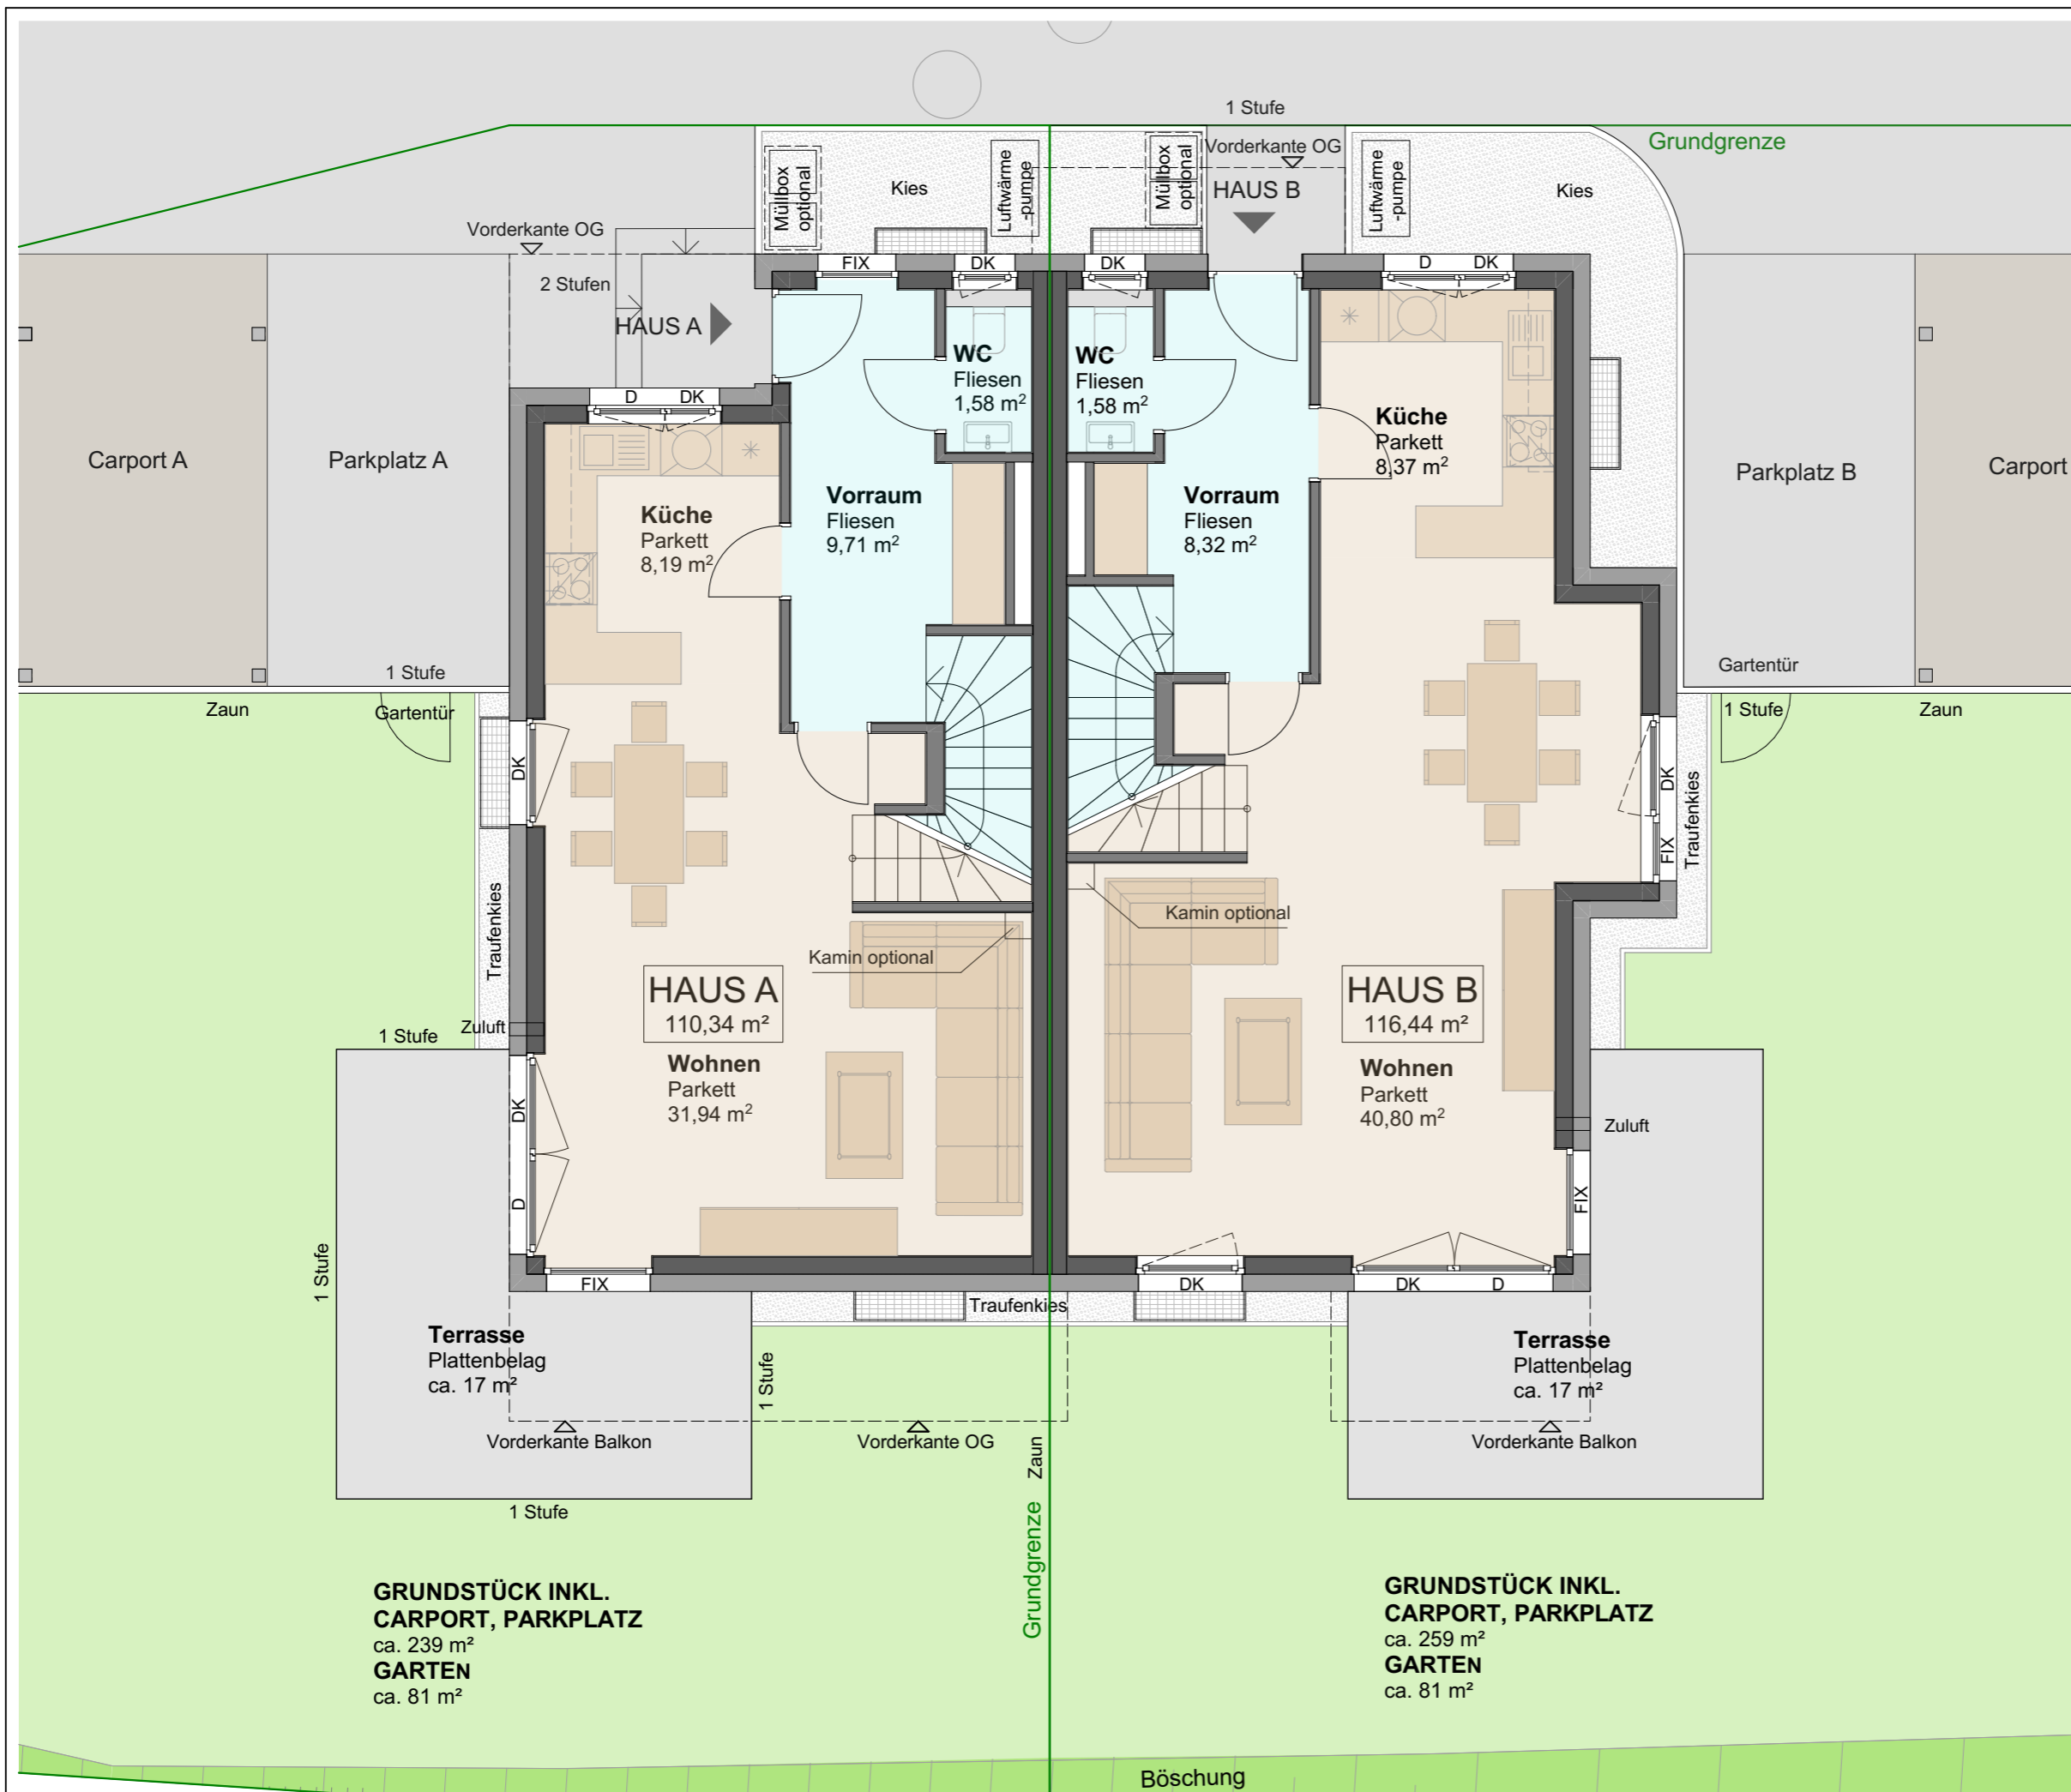 1 Stufe
Grundgrenze
Vorderkante OG
Müllbox
optional
Kies
Luftwärme
-pumpe
Müllbox
optional
HAUS B
Luftwärme
-pumpe
Kies
Vorderkante OG
2 Stufen
HAUS A
FIX
DK
DK
D
DK
D
DK
WC
Fliesen
1,58 m²
WC
Fliesen
1,58 m²
Küche
Parkett
8,37 m²
Carport A
Parkplatz A
Parkplatz B
Carport
Küche
Parkett
8,19 m²
Vorraum
Fliesen
9,71 m²
Vorraum
Fliesen
8,32 m²
1 Stufe
Zaun
Gartentür
Gartentür
1 Stufe
Zaun
DK
DK
FIX
Traufenkies
Traufenkies
Kamin optional
Kamin optional
HAUS A
110,34 m²
Wohnen
Parkett
31,94 m²
HAUS B
116,44 m²
Wohnen
Parkett
40,80 m²
1 Stufe
Zuluft
Zuluft
DK
D
FIX
1 Stufe
FIX
DK
DK
D
Traufenkies
Terrasse
Plattenbelag
ca. 17 m²
1 Stufe
Terrasse
Plattenbelag
ca. 17 m²
Vorderkante Balkon
Vorderkante OG
Zaun
Vorderkante Balkon
1 Stufe
Grundgrenze
GRUNDSTÜCK INKL.
CARPORT, PARKPLATZ
ca. 239 m²
GARTEN
ca. 81 m²
GRUNDSTÜCK INKL.
CARPORT, PARKPLATZ
ca. 259 m²
GARTEN
ca. 81 m²
Böschung